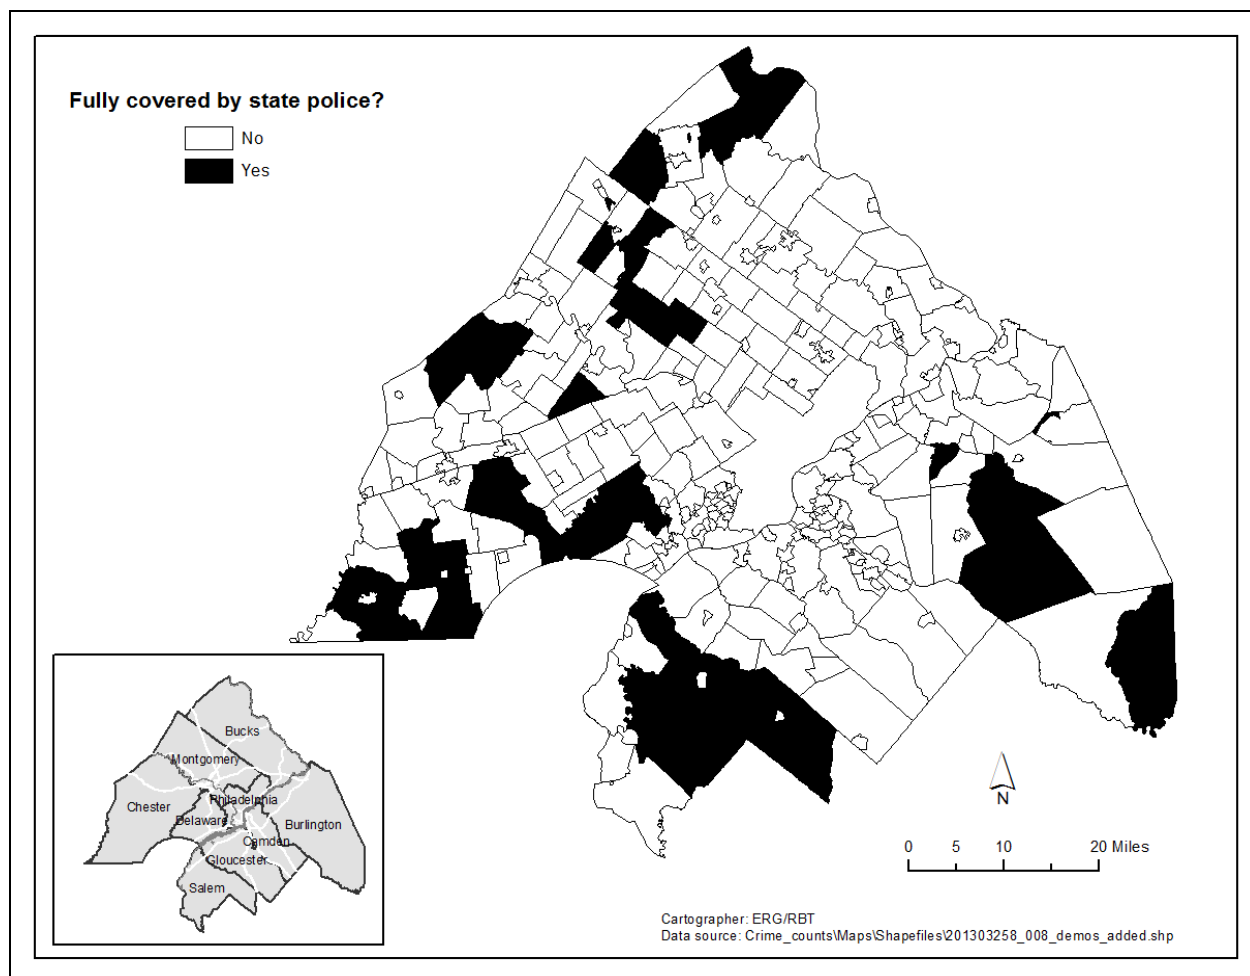 Fully covered by state police?
No
Yes
Bucks
Montgomery
Philadelphia
Chester
Delaware
Burlington
Camden
Gloucester
Salem
N
0 5 10 20 Miles
Cartographer: ERG/RBT
Data source: Crime_counts\Maps\Shapefiles\201303258_008_demos_added.shp